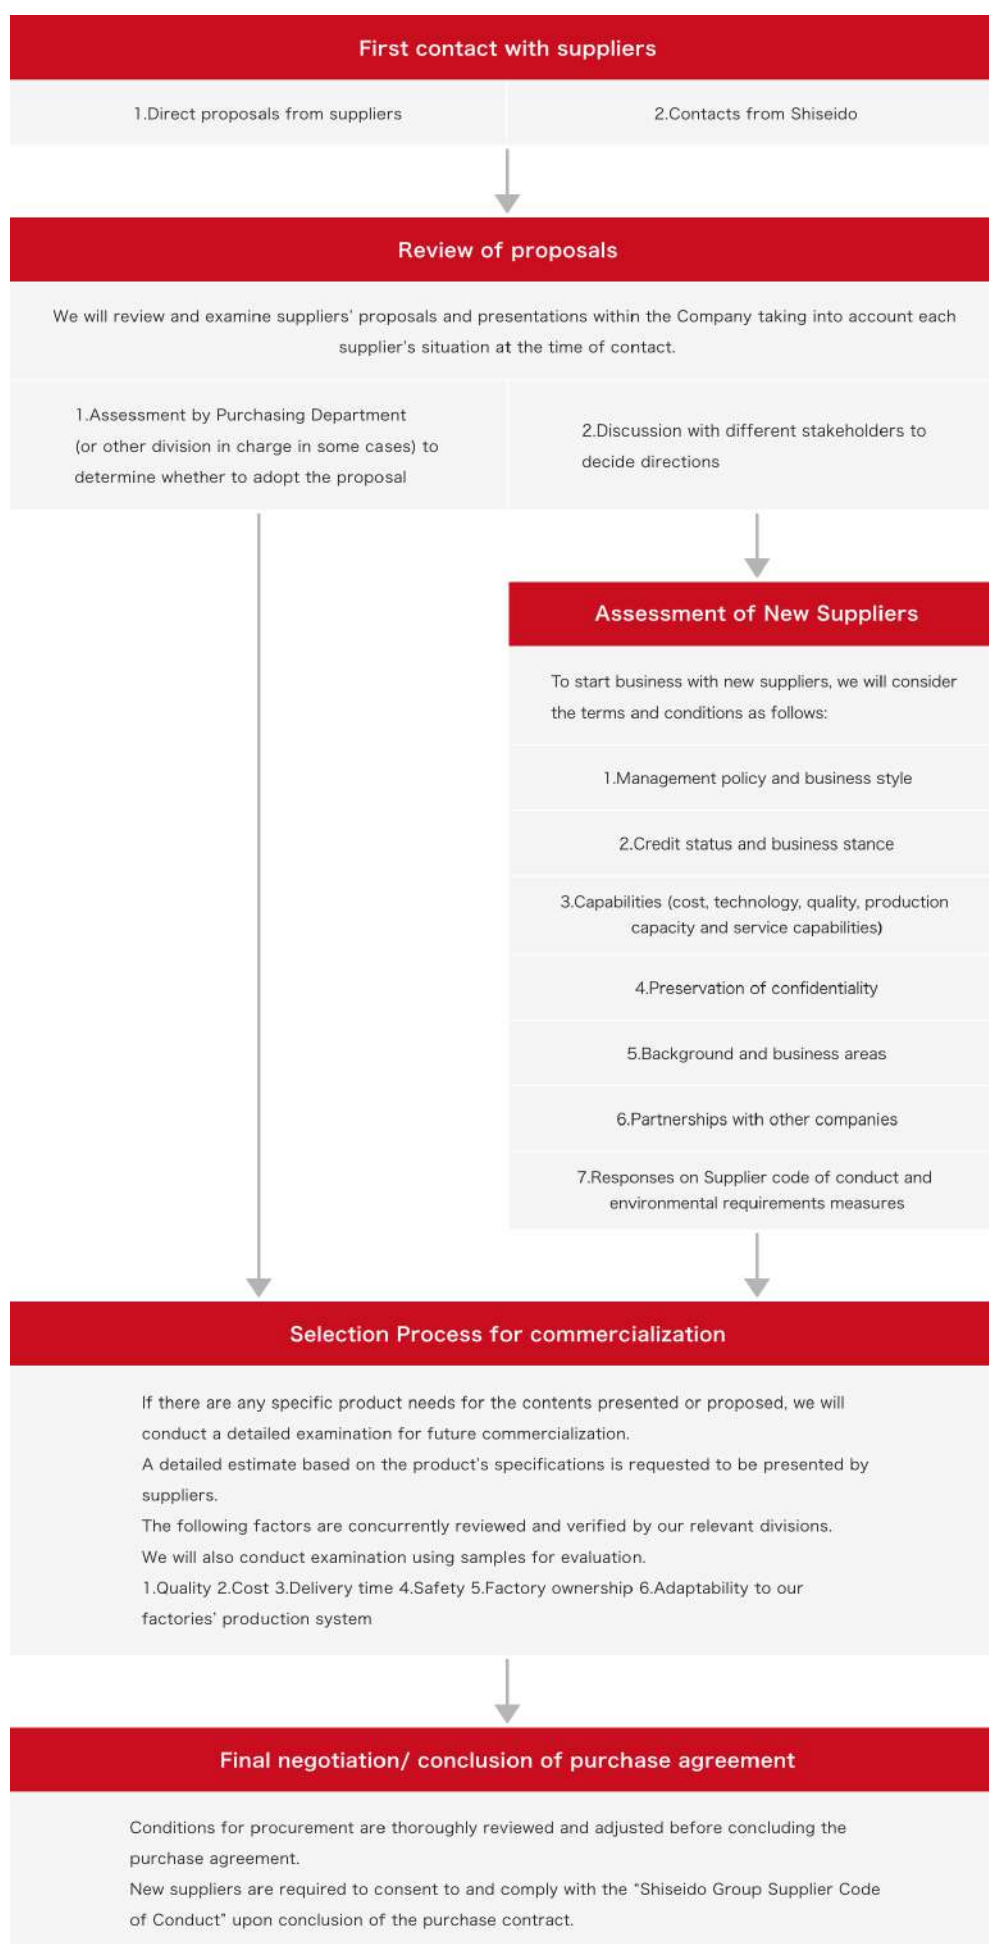 First contact with suppliers
1.Direct proposals from suppliers
2.Contacts from Shiseido
Review of proposals
We will review and examine suppliers' proposals and presentations within the Company taking into account each
supplier's situation at the time of contact.
1.Assessment by Purchasing Department
(or other division in charge in some cases) to
determine whether to adopt the proposal
2.Discussion with different stakeholders to
decide directions
Assessment of New Suppliers
To start business with new suppliers, we will consider
the terms and conditions as follows:
1.Management policy and business style
2.Credit status and business stance
3.Capabilities (cost, technology, quality, production
capacity and service capabilities)
4.Preservation of confidentiality
5.Background and business areas
6.Partnerships with other companies
7.Responses on Supplier code of conduct and
environmental requirements measures
Selection Process for commercialization
If there are any specific product needs for the contents presented or proposed, we will
conduct a detailed examination for future commercialization.
A detailed estimate based on the product's specifications is requested to be presented by
suppliers.
The following factors are concurrently reviewed and verified by our relevant divisions.
We will also conduct examination using samples for evaluation.
1.Quality 2.Cost 3.Delivery time 4.Safety 5.Factory ownership 6.Adaptability to our
factories' production system
Final negotiation/ conclusion of purchase agreement
Conditions for procurement are thoroughly reviewed and adjusted before concluding the
purchase agreement.
New suppliers are required to consent to and comply with the "Shiseido Group Supplier Code
of Conduct" upon conclusion of the purchase contract.